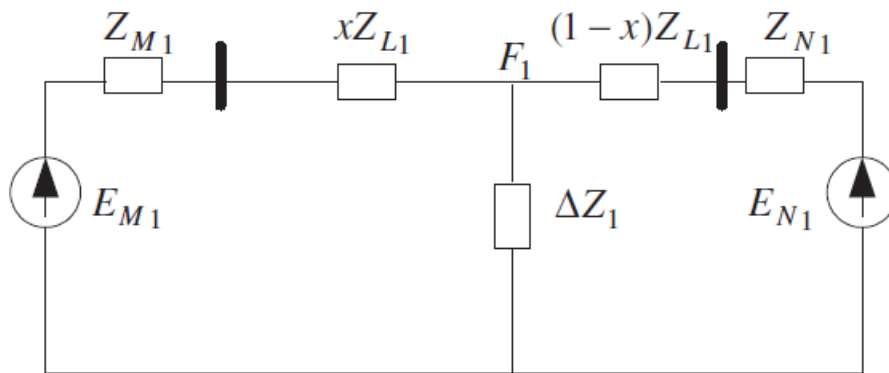 Z_{M1} xZ_{L1} F_1 (1 − x)Z_{L1} Z_{N1}
E_{M1} ΔZ_1 E_{N1}